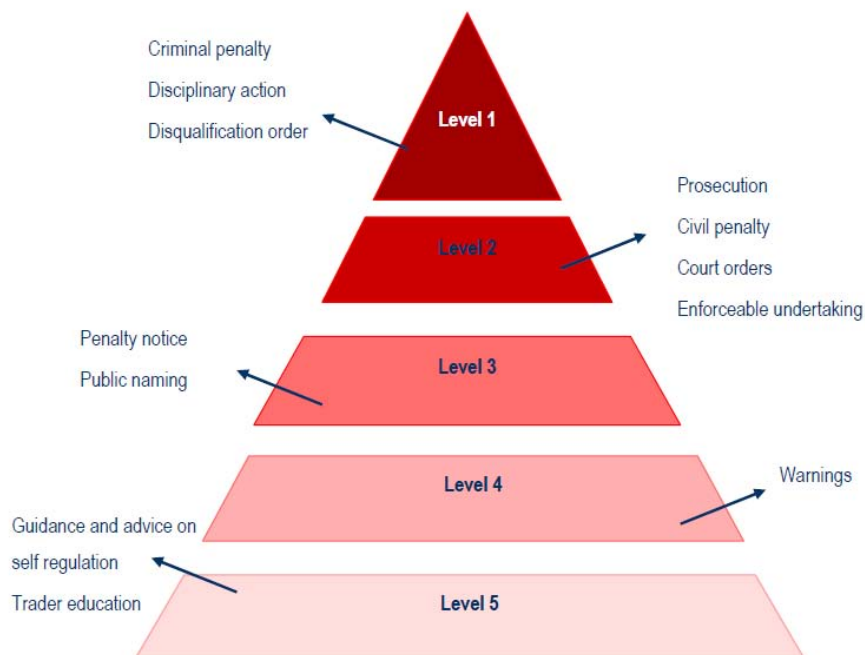 Criminal penalty
Disciplinary action
Disqualification order
Level 1
Prosecution
Civil penalty
Court orders
Enforceable undertaking
Level 2
Penalty notice
Public naming
Level 3
Level 4
Warnings
Guidance and advice on
self regulation
Trader education
Level 5